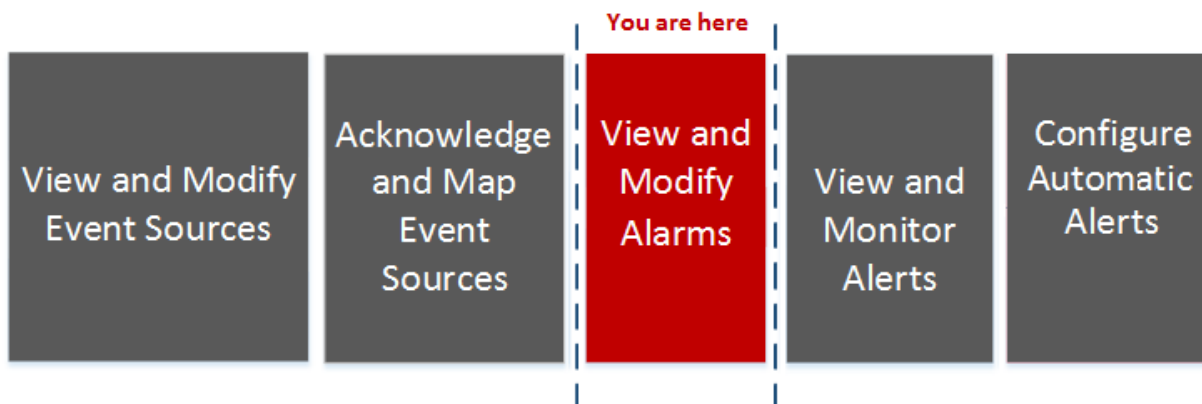 You are here
View and Modify
Event Sources
Acknowledge
and Map
Event
Sources
View and
Modify
Alarms
View and
Monitor
Alerts
Configure
Automatic
Alerts